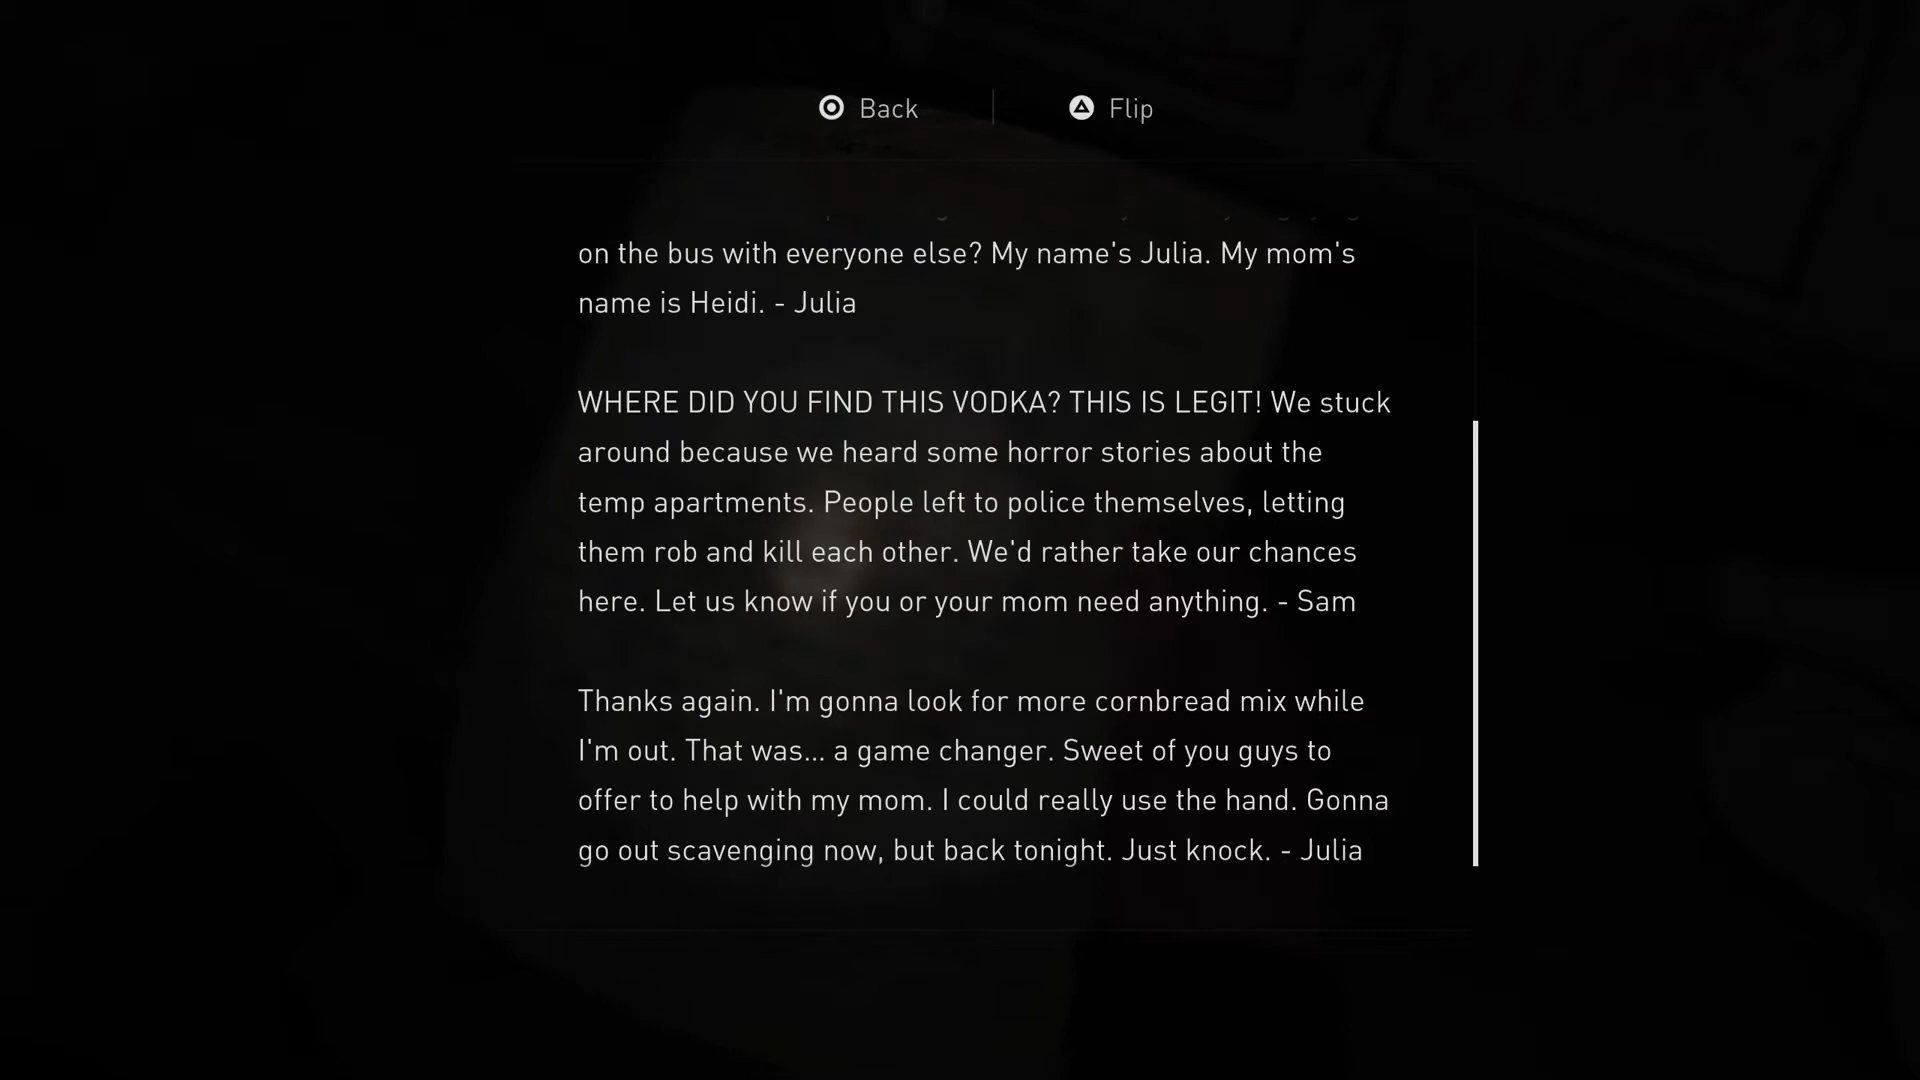 Back
Flip
on the bus with everyone else? My name's Julia. My mom's
name is Heidi. - Julia
WHERE DID YOU FIND THIS VODKA? THIS IS LEGIT! We stuck
around because we heard some horror stories about the
temp apartments. People left to police themselves, letting
them rob and kill each other. We'd rather take our chances
here. Let us know if you or your mom need anything. - Sam
Thanks again. I'm gonna look for more cornbread mix while
I'm out. That was... a game changer. Sweet of you guys to
offer to help with my mom. I could really use the hand. Gonna
go out scavenging now, but back tonight. Just knock. - Julia